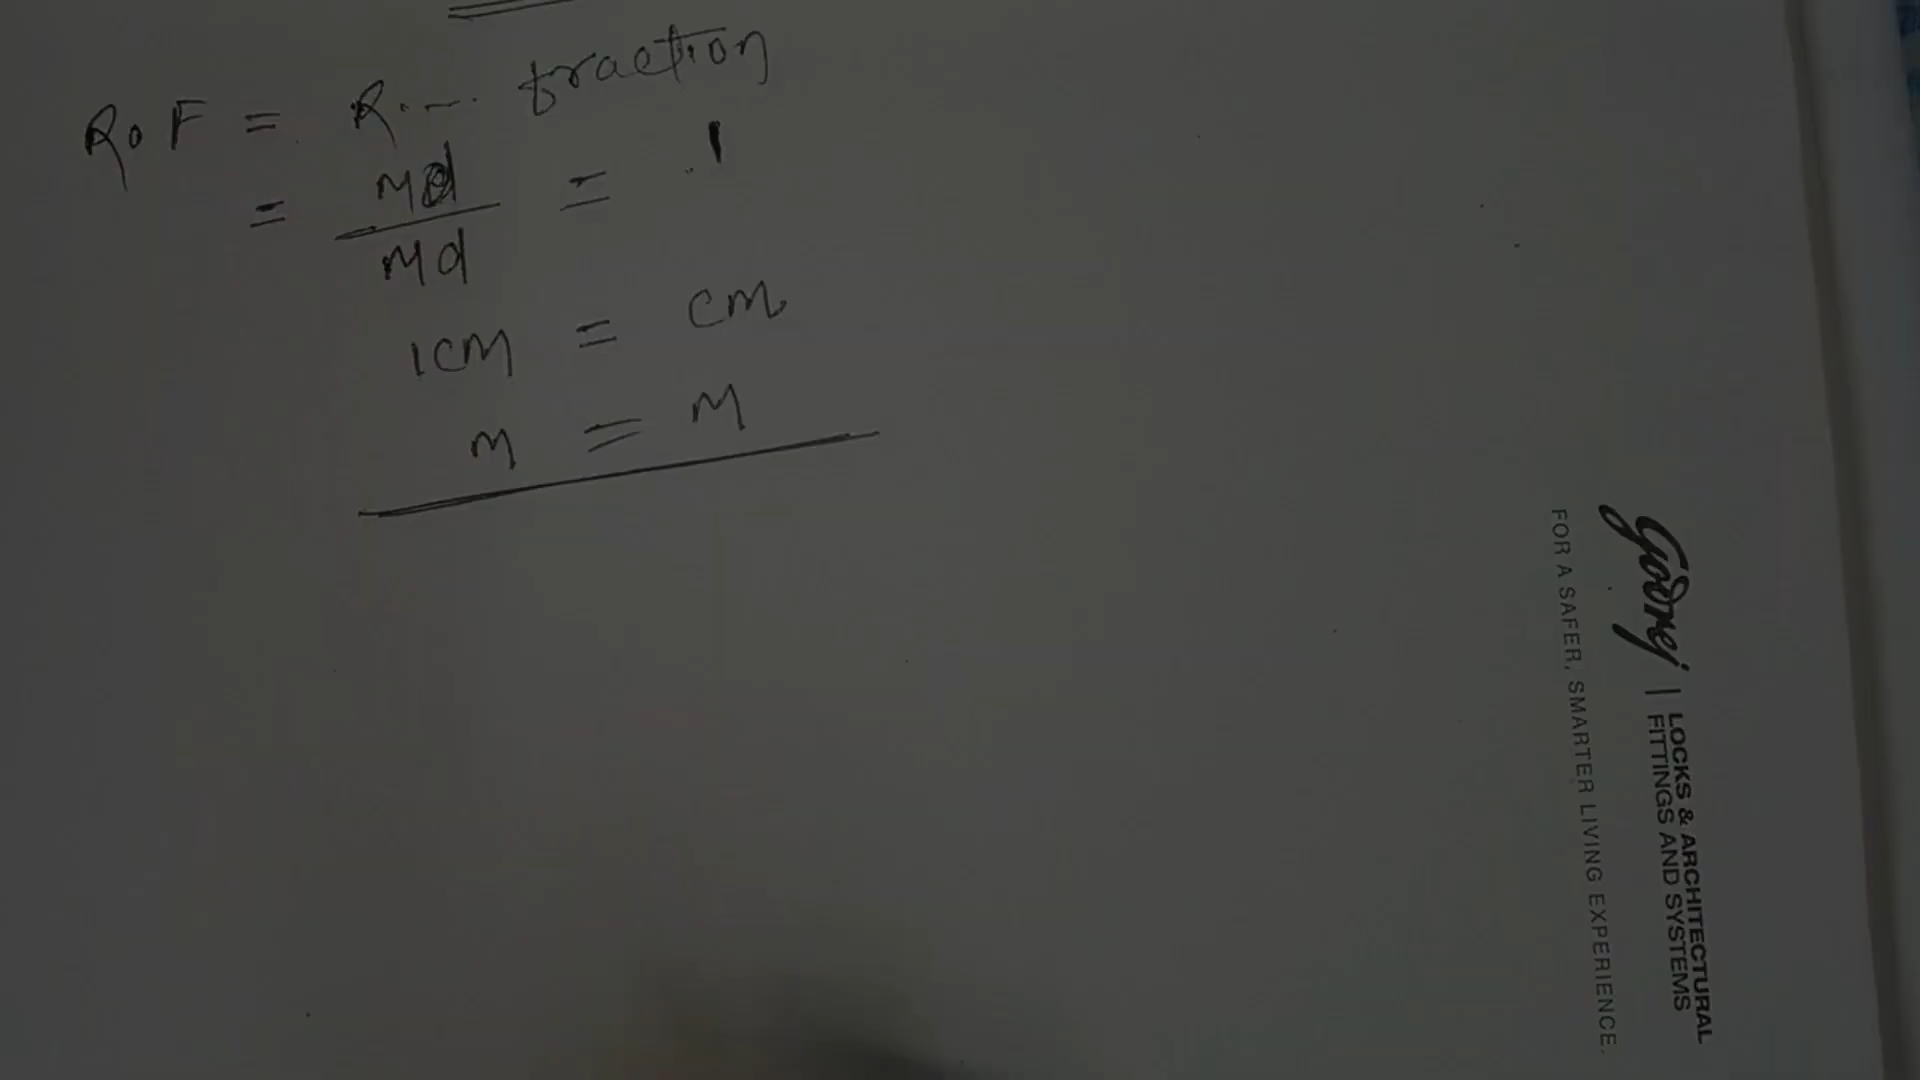 R.F = R.... fraction
= Md = 1
Md
1cm = cm
m = M
Godrej | LOCKS & ARCHITECTURAL
FITTINGS AND SYSTEMS
FOR A SAFER, SMARTER LIVING EXPERIENCE.